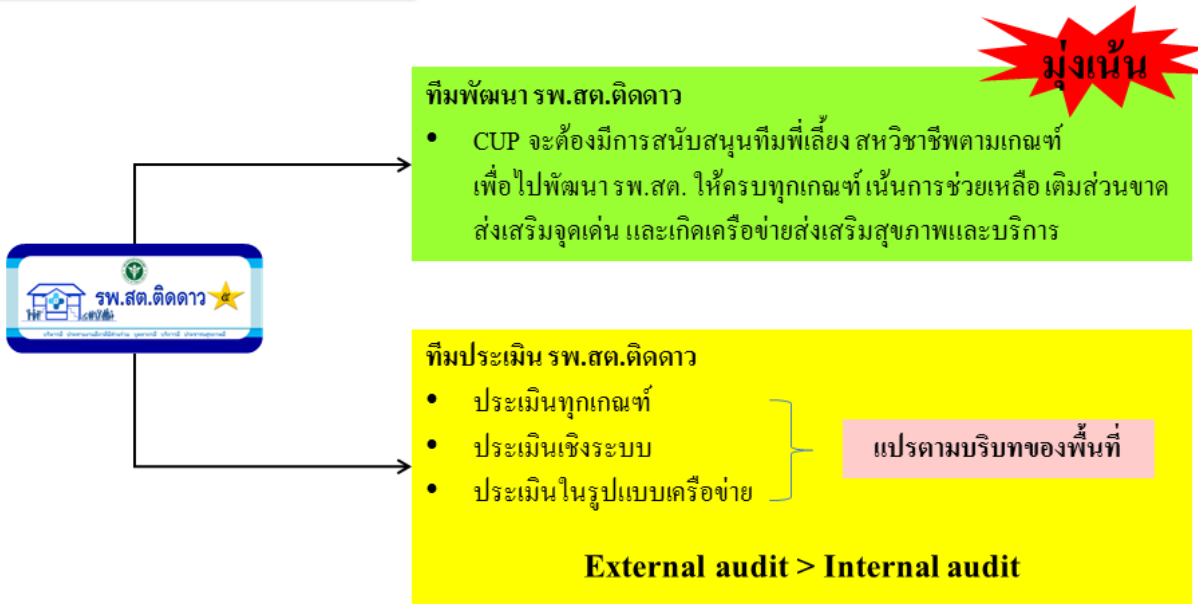 มุ่งเน้น
ทีมพัฒนา รพ.สต.ติดดาว
• CUP จะต้องมีการสนับสนุนทีมพี่เลี้ยง สหวิชาชีพตามเกณฑ์
เพื่อไปพัฒนา รพ.สต. ให้ครบทุกเกณฑ์ เน้นการช่วยเหลือ เติมส่วนขาด
ส่งเสริมจุดเด่น และเกิดเครือข่ายส่งเสริมสุขภาพและบริการ
รพ.สต.ติดดาว ๕
ทีมประเมิน รพ.สต.ติดดาว
• ประเมินทุกเกณฑ์
• ประเมินเชิงระบบ
• ประเมินในรูปแบบเครือข่าย
แปรตามบริบทของพื้นที่
External audit > Internal audit